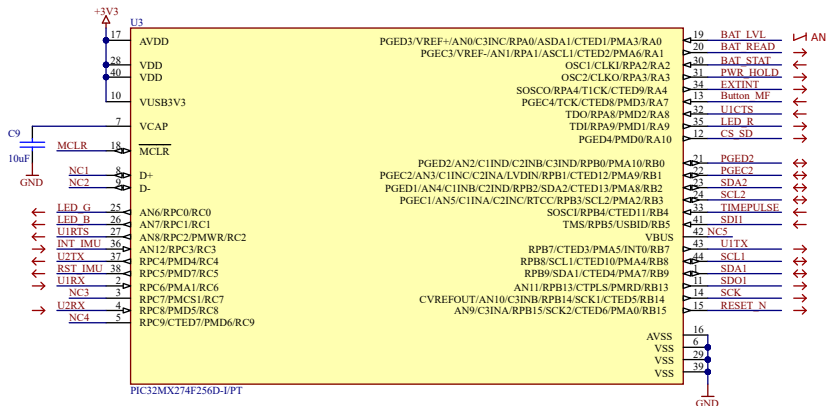 +3V3
U3
17 AVDD
28 VDD
40 VDD
10 VUSB3V3
C9
10uF
GND
7 VCAP
MCLR 18 MCLR
NC1 8 D+
NC2 9 D-
LED_G 25 AN6/RPC0/RC0
LED_B 26 AN7/RPC1/RC1
U1RTS 27 AN8/RPC2/PMWR/RC2
INT_IMU 36 AN12/RPC3/RC3
U2TX 37 RPC4/PMD4/RC4
RST_IMU 38 RPC5/PMD7/RC5
U1RX 2 RPC6/PMA1/RC6
NC3 3 RPC7/PMCS1/RC7
U2RX 4 RPC8/PMD5/RC8
NC4 5 RPC9/CTED7/PMD6/RC9
PIC32MX274F256D-I/PT
PGED3/VREF+/AN0/C3INC/RPA0/ASDA1/CTED1/PMA3/RA0 19 BAT_LVL AN
PGEC3/VREF-/AN1/RPA1/ASCL1/CTED2/PMA6/RA1 20 BAT_READ
OSC1/CLKI/RPA2/RA2 30 BAT_STAT
OSC2/CLKO/RPA3/RA3 31 PWR_HOLD
SOSCO/RPA4/T1CK/CTED9/RA4 34 EXTINT
PGEC4/TCK/CTED8/PMD3/RA7 13 Button_MF
TDO/RPA8/PMD2/RA8 32 U1CTS
TDI/RPA9/PMD1/RA9 35 LED_R
PGED4/PMD0/RA10 12 CS_SD
PGED2/AN2/C1IND/C2INB/C3IND/RPB0/PMA10/RB0 21 PGED2
PGEC2/AN3/C1INC/C2INA/LVDIN/RPB1/CTED12/PMA9/RB1 22 PGEC2
PGED1/AN4/C1INB/C2IND/RPB2/SDA2/CTED13/PMA8/RB2 23 SDA2
PGEC1/AN5/C1INA/C2INC/RTCC/RPB3/SCL2/PMA2/RB3 24 SCL2
SOSCI/RPB4/CTED11/RB4 33 TIMEPULSE
TMS/RPB5/USBID/RB5 41 SDI1
VBUS 42 NC5
RPB7/CTED3/PMA5/INT0/RB7 43 U1TX
RPB8/SCL1/CTED10/PMA4/RB8 44 SCL1
RPB9/SDA1/CTED4/PMA7/RB9 1 SDA1
AN11/RPB13/CTPLS/PMRD/RB13 11 SDO1
CVREFOUT/AN10/C3INB/RPB14/SCK1/CTED5/RB14 14 SCK
AN9/C3INA/RPB15/SCK2/CTED6/PMA0/RB15 15 RESET_N
AVSS 16
VSS 6
VSS 29
VSS 39
GND